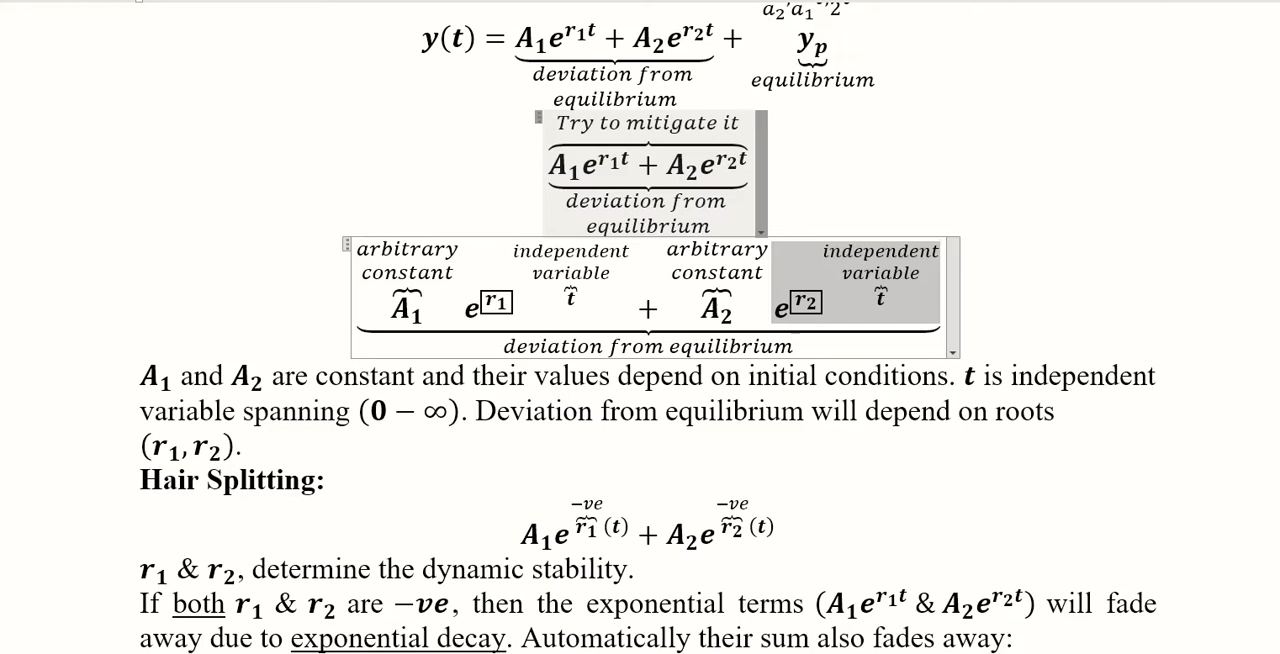 a₂'a₁
y(t) = A₁e^{r₁t} + A₂e^{r₂t} + y_p
deviation from
equilibrium
equilibrium
Try to mitigate it
A₁e^{r₁t} + A₂e^{r₂t}
deviation from
equilibrium
arbitrary independent arbitrary independent
constant variable constant variable
A₁ e^{r₁} t + A₂ e^{r₂} t
deviation from equilibrium
A₁ and A₂ are constant and their values depend on initial conditions. t is independent
variable spanning (0 − ∞). Deviation from equilibrium will depend on roots
(r₁, r₂).
Hair Splitting:
−ve −ve
A₁e^{r₁(t)} + A₂e^{r₂(t)}
r₁ & r₂, determine the dynamic stability.
If both r₁ & r₂ are −ve, then the exponential terms (A₁e^{r₁t} & A₂e^{r₂t}) will fade
away due to exponential decay. Automatically their sum also fades away: